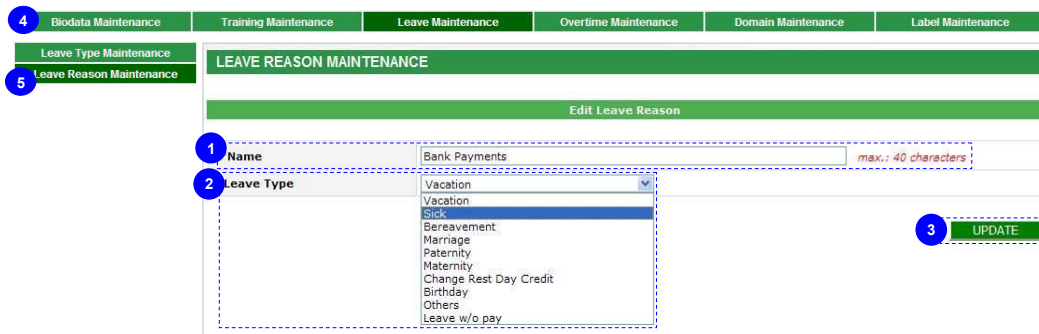 4 Biodata Maintenance Training Maintenance Leave Maintenance Overtime Maintenance Domain Maintenance Label Maintenance
Leave Type Maintenance
5 Leave Reason Maintenance
LEAVE REASON MAINTENANCE
Edit Leave Reason
1 Name Bank Payments max.: 40 characters
2 Leave Type Vacation
Vacation
Sick
Bereavement
Marriage
Paternity
Maternity
Change Rest Day Credit
Birthday
Others
Leave w/o pay
3 UPDATE